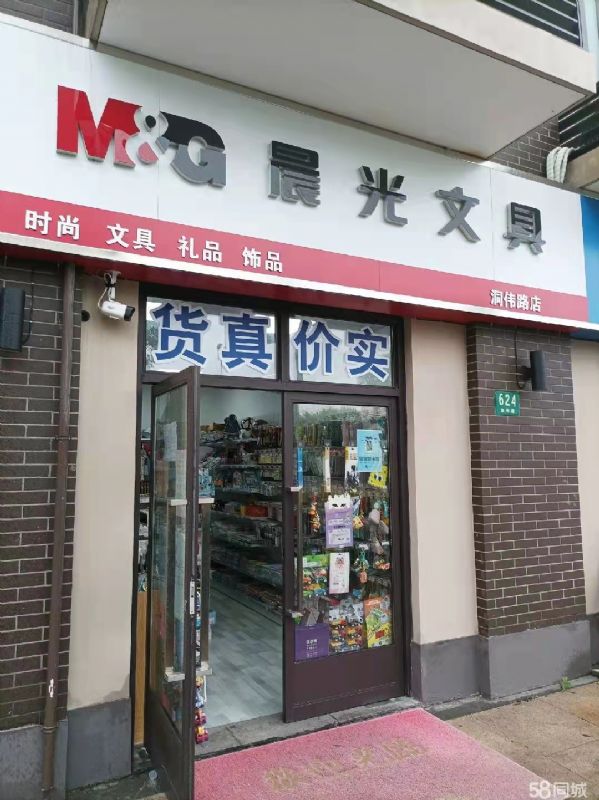 M&G 晨光文具
时尚 文具 礼品 饰品
洞伟路店
货真价实
624
58同城